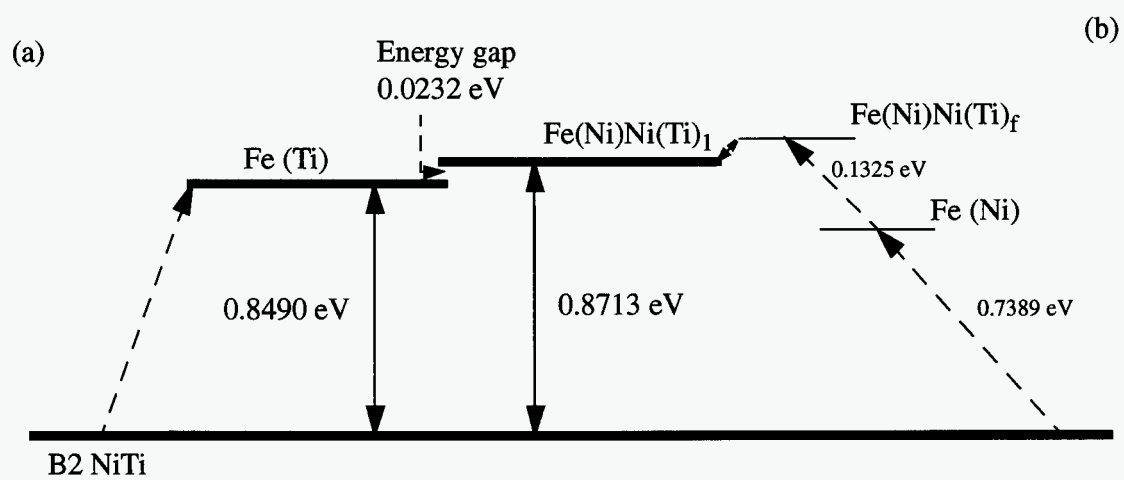 (a)
(b)
Energy gap
0.0232 eV
Fe (Ti)
Fe(Ni)Ni(Ti)1
Fe(Ni)Ni(Ti)f
0.1325 eV
Fe (Ni)
0.8490 eV
0.8713 eV
0.7389 eV
B2 NiTi